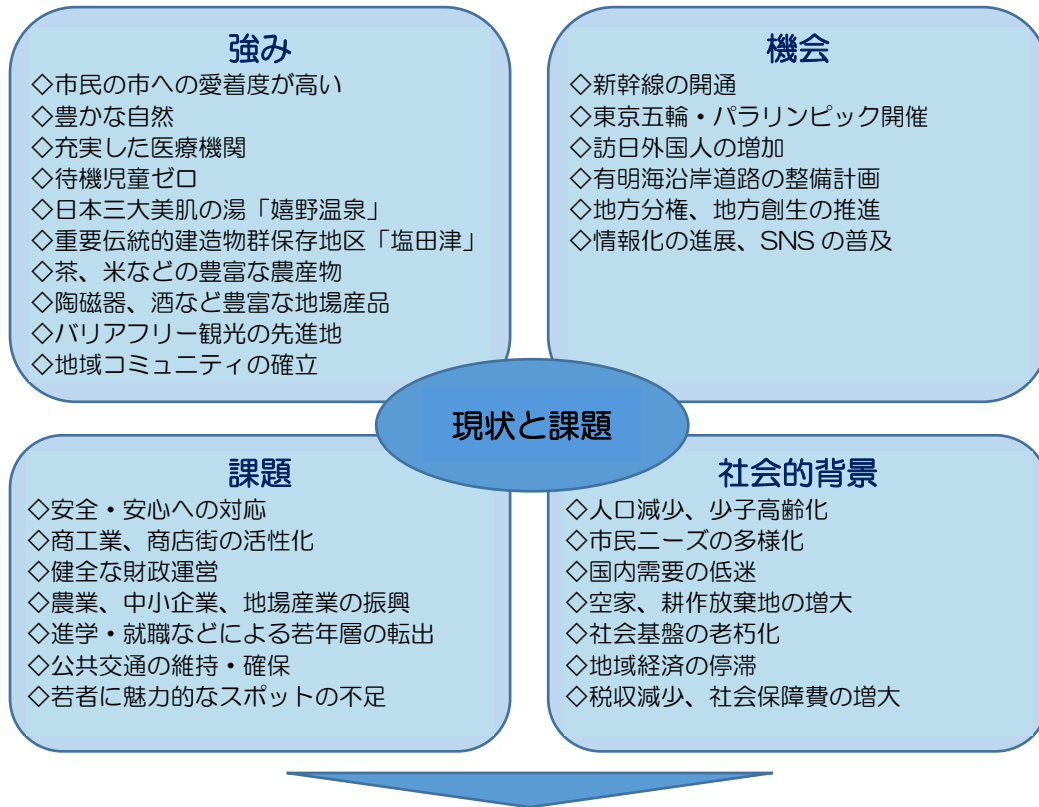 強み
◇市民の市への愛着度が高い
◇豊かな自然
◇充実した医療機関
◇待機児童ゼロ
◇日本三大美肌の湯「嬉野温泉」
◇重要伝統的建造物群保存地区「塩田津」
◇茶、米などの豊富な農産物
◇陶磁器、酒など豊富な地場産品
◇バリアフリー観光の先進地
◇地域コミュニティの確立
機会
◇新幹線の開通
◇東京五輪・パラリンピック開催
◇訪日外国人の増加
◇有明海沿岸道路の整備計画
◇地方分権、地方創生の推進
◇情報化の進展、SNS の普及
現状と課題
課題
◇安全・安心への対応
◇商工業、商店街の活性化
◇健全な財政運営
◇農業、中小企業、地場産業の振興
◇進学・就職などによる若年層の転出
◇公共交通の維持・確保
◇若者に魅力的なスポットの不足
社会的背景
◇人口減少、少子高齢化
◇市民ニーズの多様化
◇国内需要の低迷
◇空家、耕作放棄地の増大
◇社会基盤の老朽化
◇地域経済の停滞
◇税収減少、社会保障費の増大